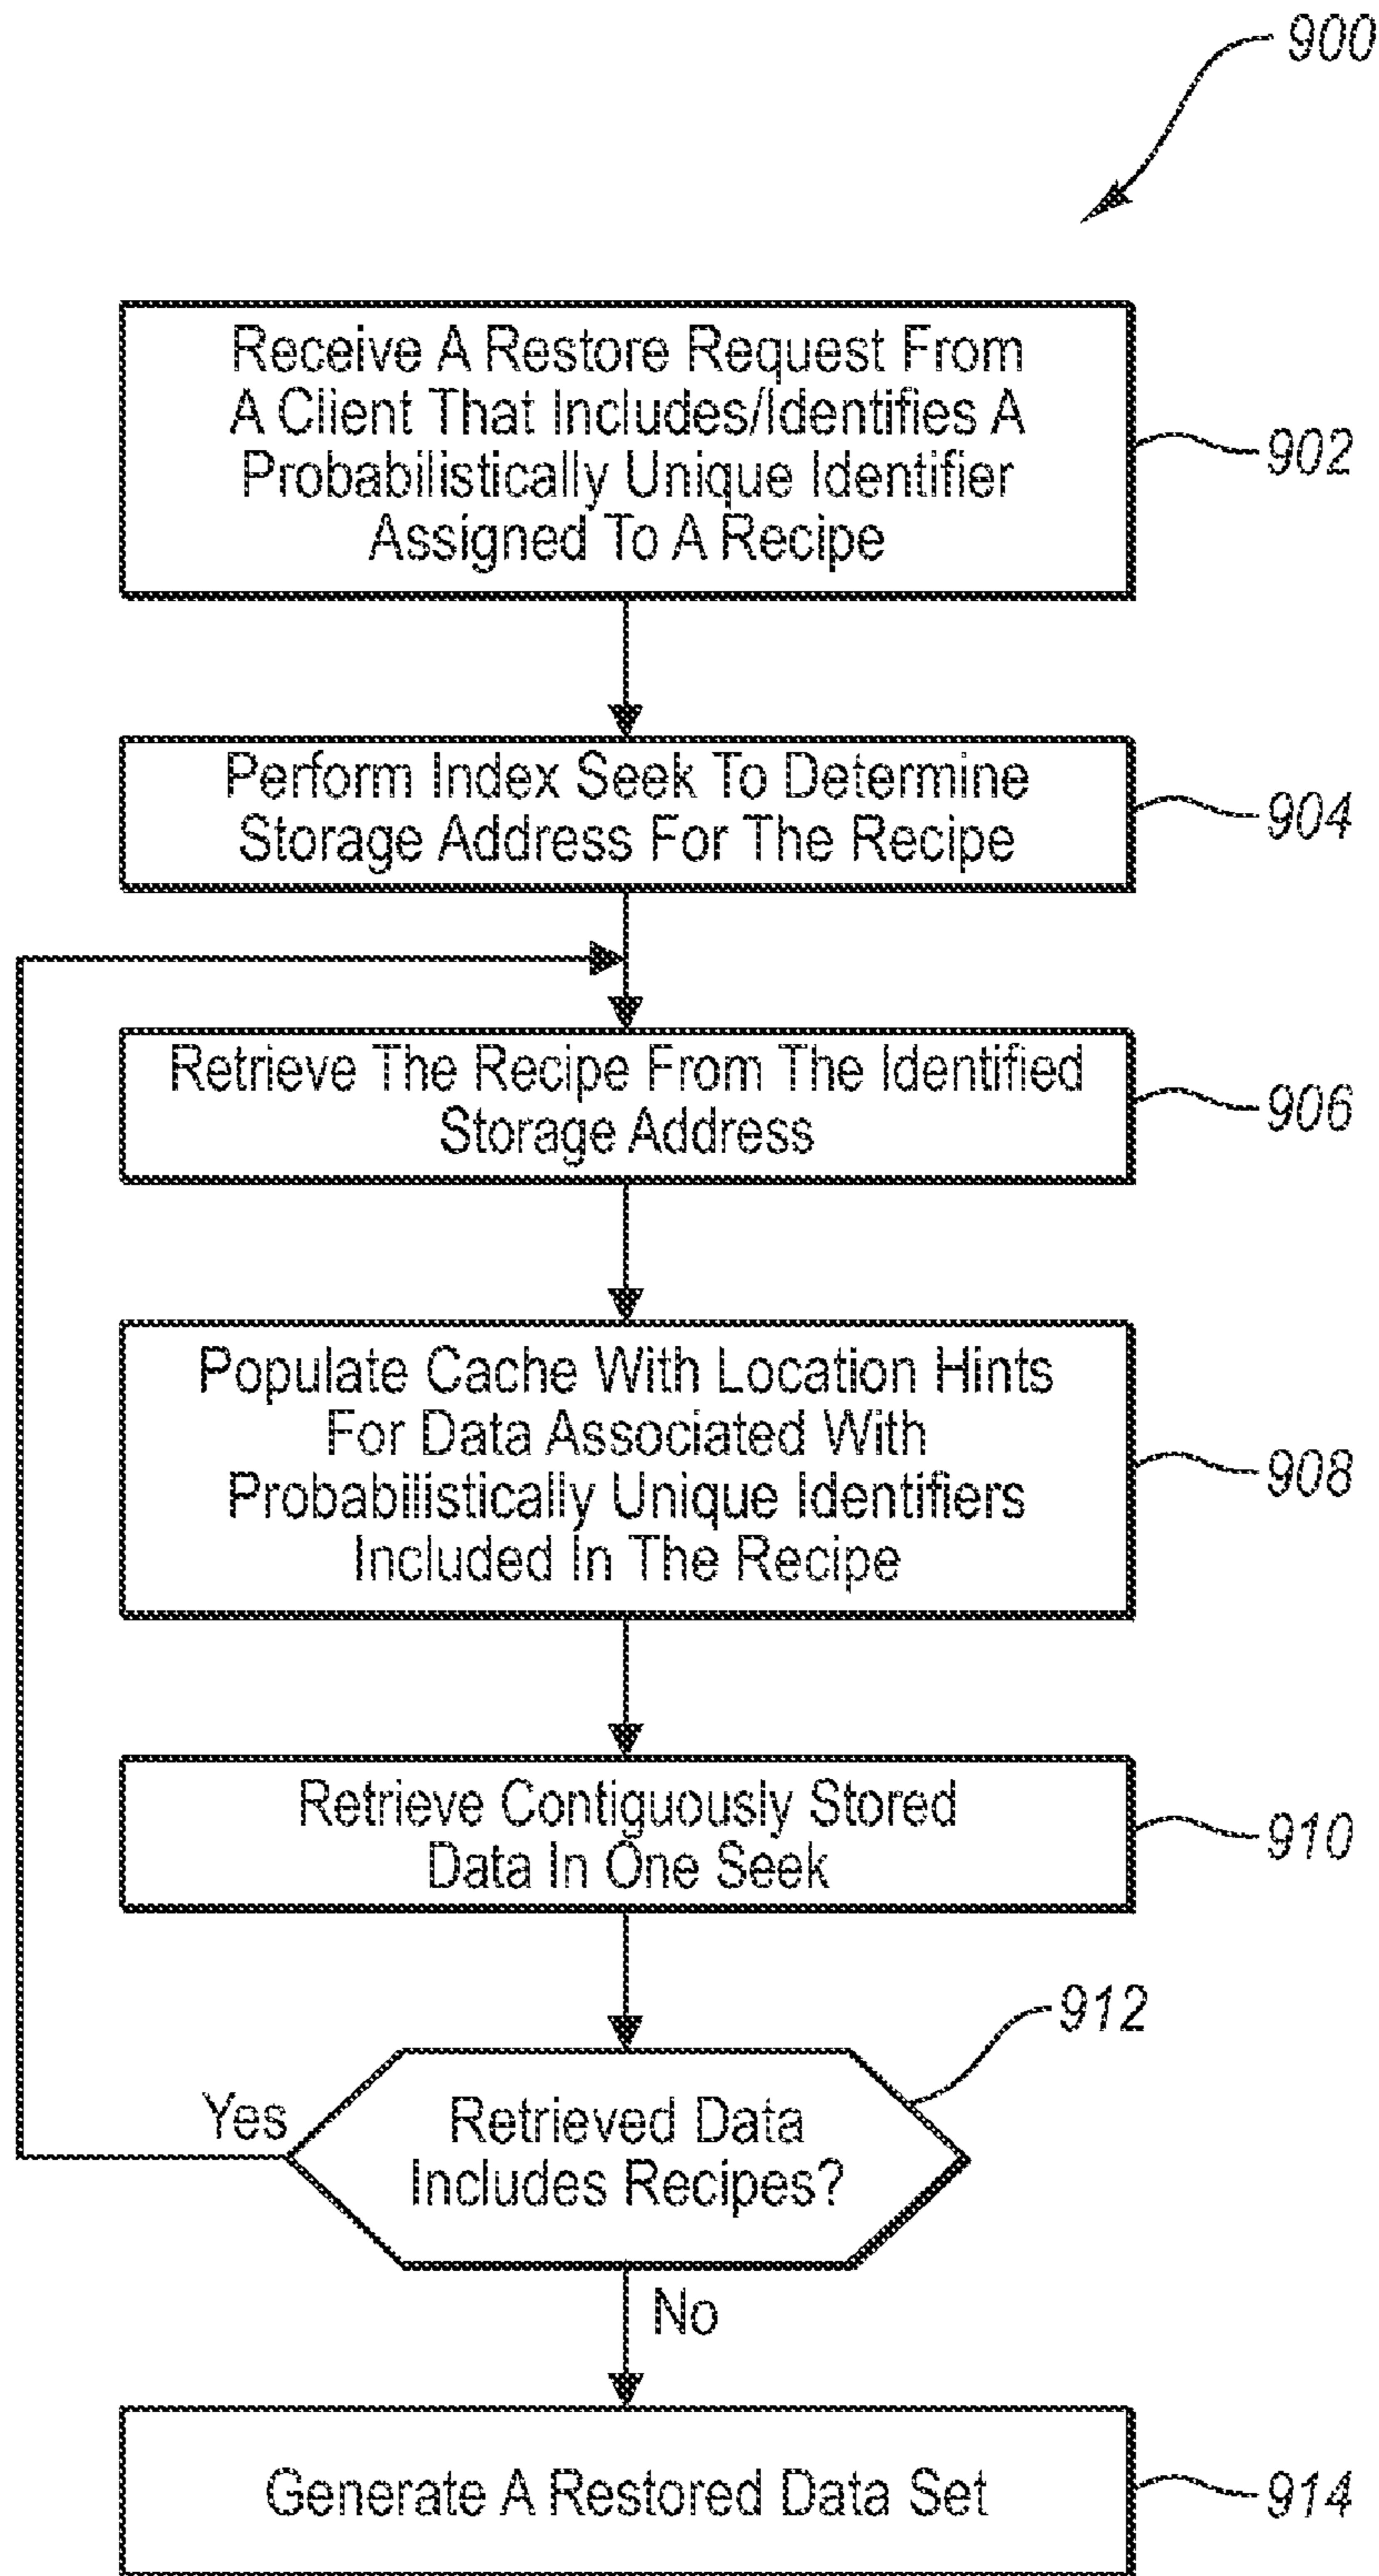 900
Receive A Restore Request From
A Client That Includes/Identifies A
Probabilistically Unique Identifier
Assigned To A Recipe
902
Perform Index Seek To Determine
Storage Address For The Recipe
904
Retrieve The Recipe From The Identified
Storage Address
906
Populate Cache With Location Hints
For Data Associated With
Probabilistically Unique Identifiers
Included In The Recipe
908
Retrieve Contiguously Stored
Data In One Seek
910
912
Yes
Retrieved Data
Includes Recipes?
No
Generate A Restored Data Set
914